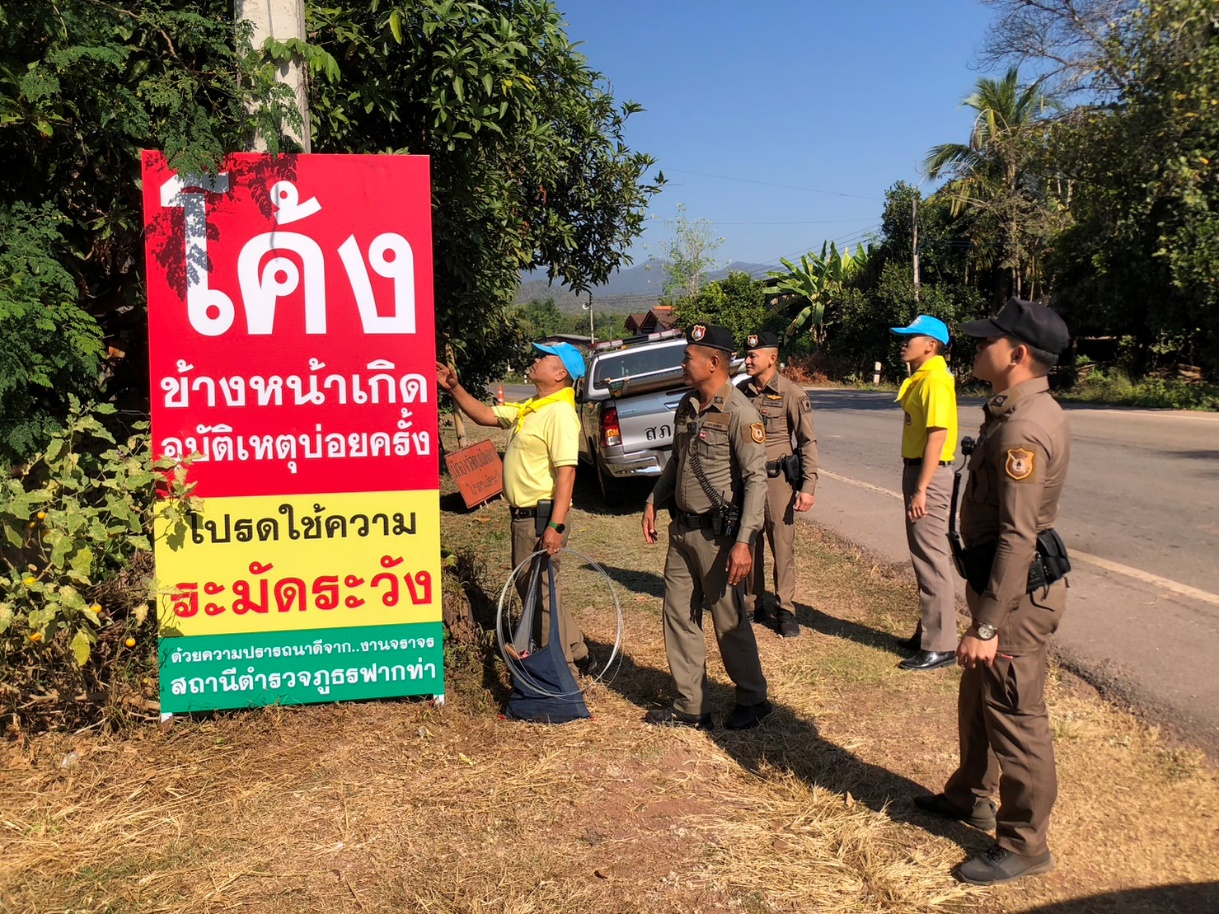 โค้ง
ข้างหน้าเกิด
อุบัติเหตุบ่อยครั้ง
โปรดใช้ความ
ระมัดระวัง
ด้วยความปรารถนาดีจาก..งานจราจร
สถานีตำรวจภูธรฟากท่า
สภ